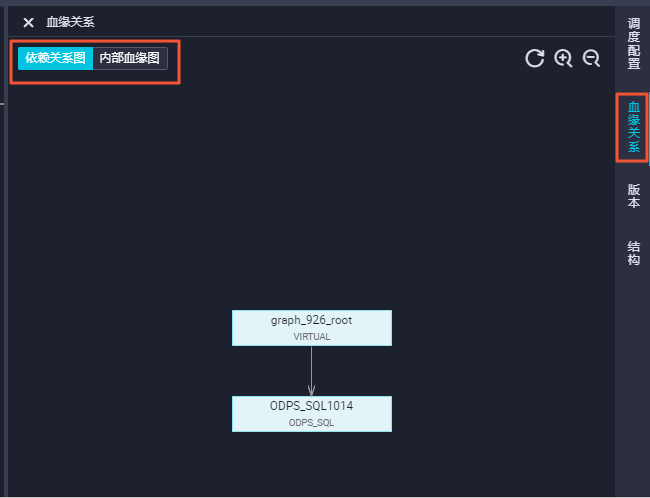 血缘关系
依赖关系图 内部血缘图
graph_926_root
VIRTUAL
ODPS_SQL1014
ODPS_SQL
调度配置
血缘关系
版本
结构